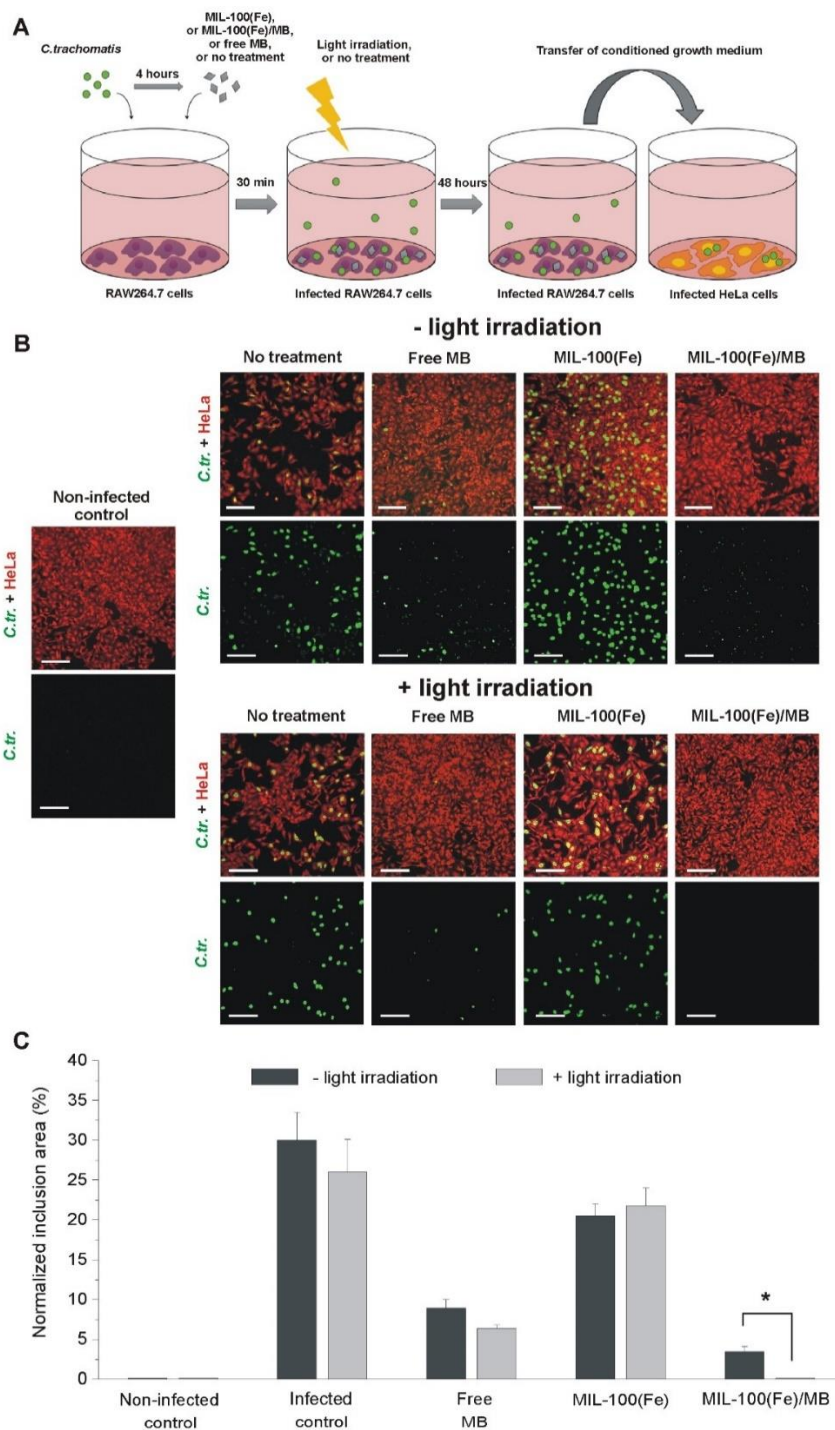 A
C.trachomatis
4 hours
MIL-100(Fe),
or MIL-100(Fe)/MB,
or free MB,
or no treatment
Light irradiation,
or no treatment
Transfer of conditioned growth medium
30 min
48 hours
RAW264.7 cells
Infected RAW264.7 cells
Infected RAW264.7 cells
Infected HeLa cells
B
- light irradiation
No treatment
Free MB
MIL-100(Fe)
MIL-100(Fe)/MB
C.tr. + HeLa
C.tr.
Non-infected
control
C.tr. + HeLa
C.tr.
+ light irradiation
No treatment
Free MB
MIL-100(Fe)
MIL-100(Fe)/MB
C.tr. + HeLa
C.tr.
C
Normalized inclusion area (%)
40
35
30
25
20
15
10
5
0
- light irradiation
+ light irradiation
*
Non-infected
control
Infected
control
Free
MB
MIL-100(Fe)
MIL-100(Fe)/MB